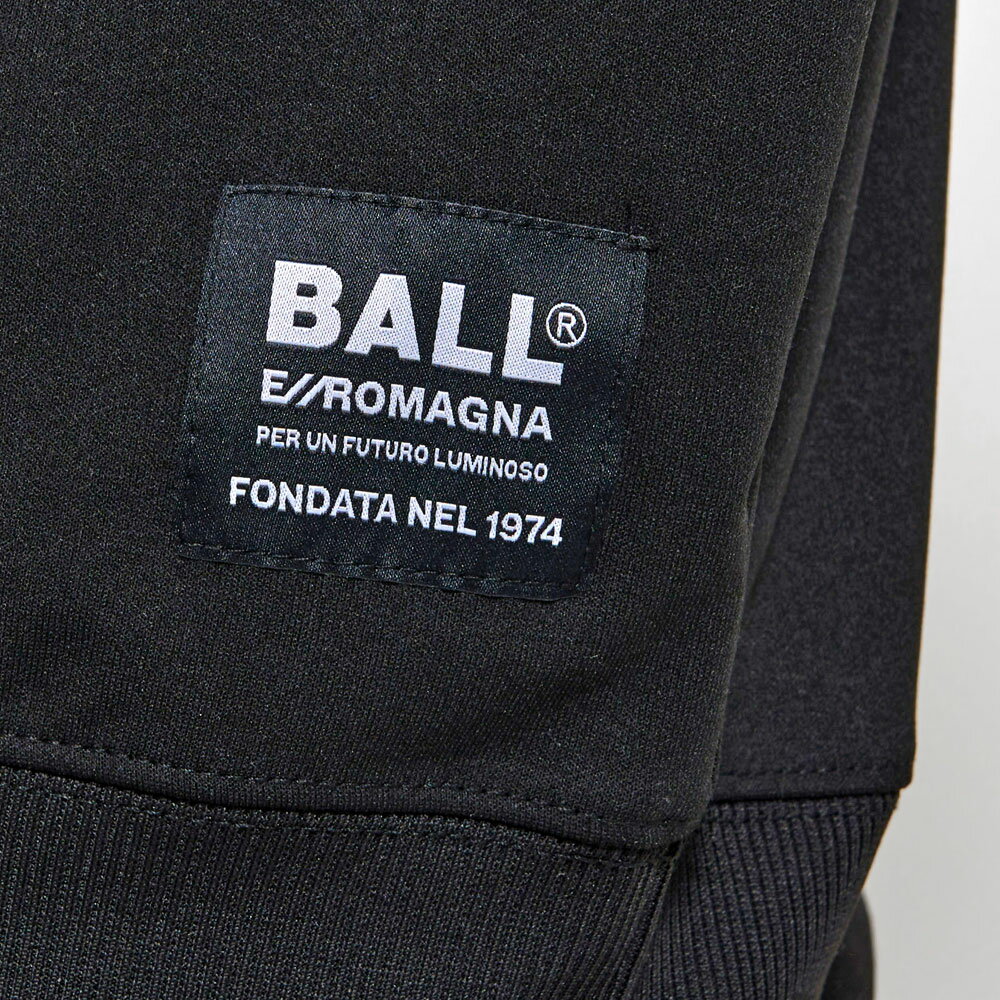 BALL®
E//ROMAGNA
PER UN FUTURO LUMINOSO
FONDATA NEL 1974